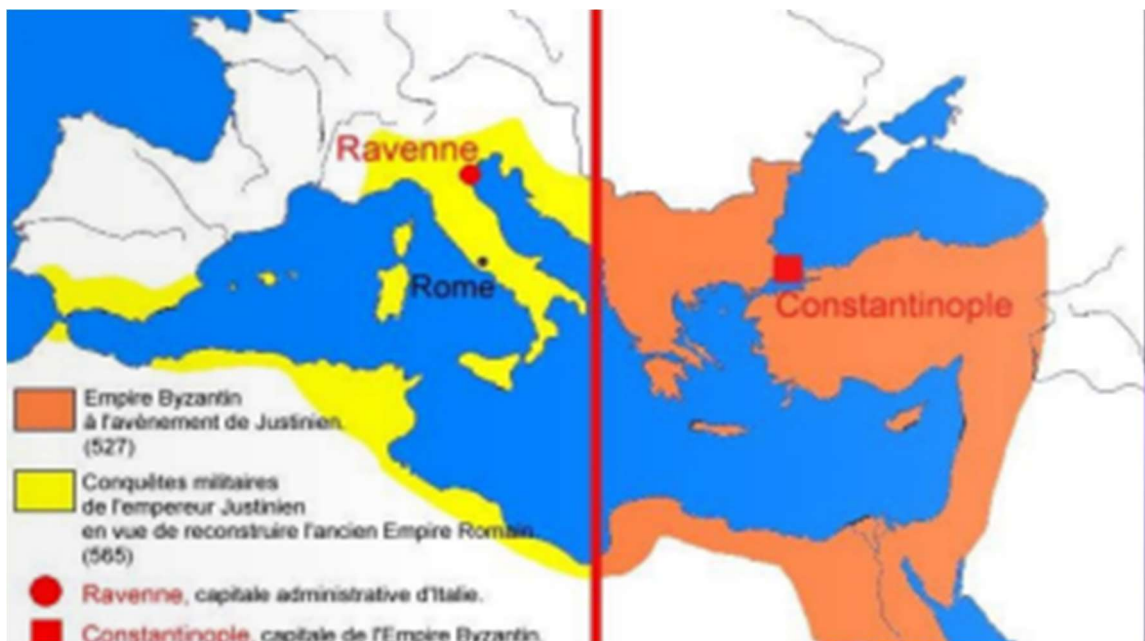 Ravenne
Rome
Constantinople
Empire Byzantin
à l'avènement de Justinien.
(527)
Conquêtes militaires
de l'empereur Justinien
en vue de reconstruire l'ancien Empire Romain.
(565)
Ravenne, capitale administrative d'Italie.
Constantinople, capitale de l'Empire Byzantin.